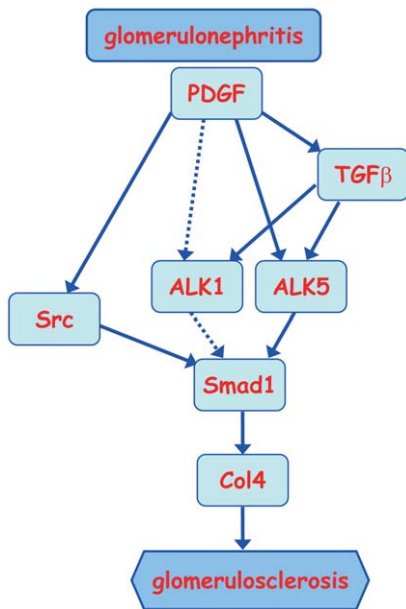 glomerulonephritis
PDGF
TGFβ
ALK1
ALK5
Src
Smad1
Col4
glomerulosclerosis